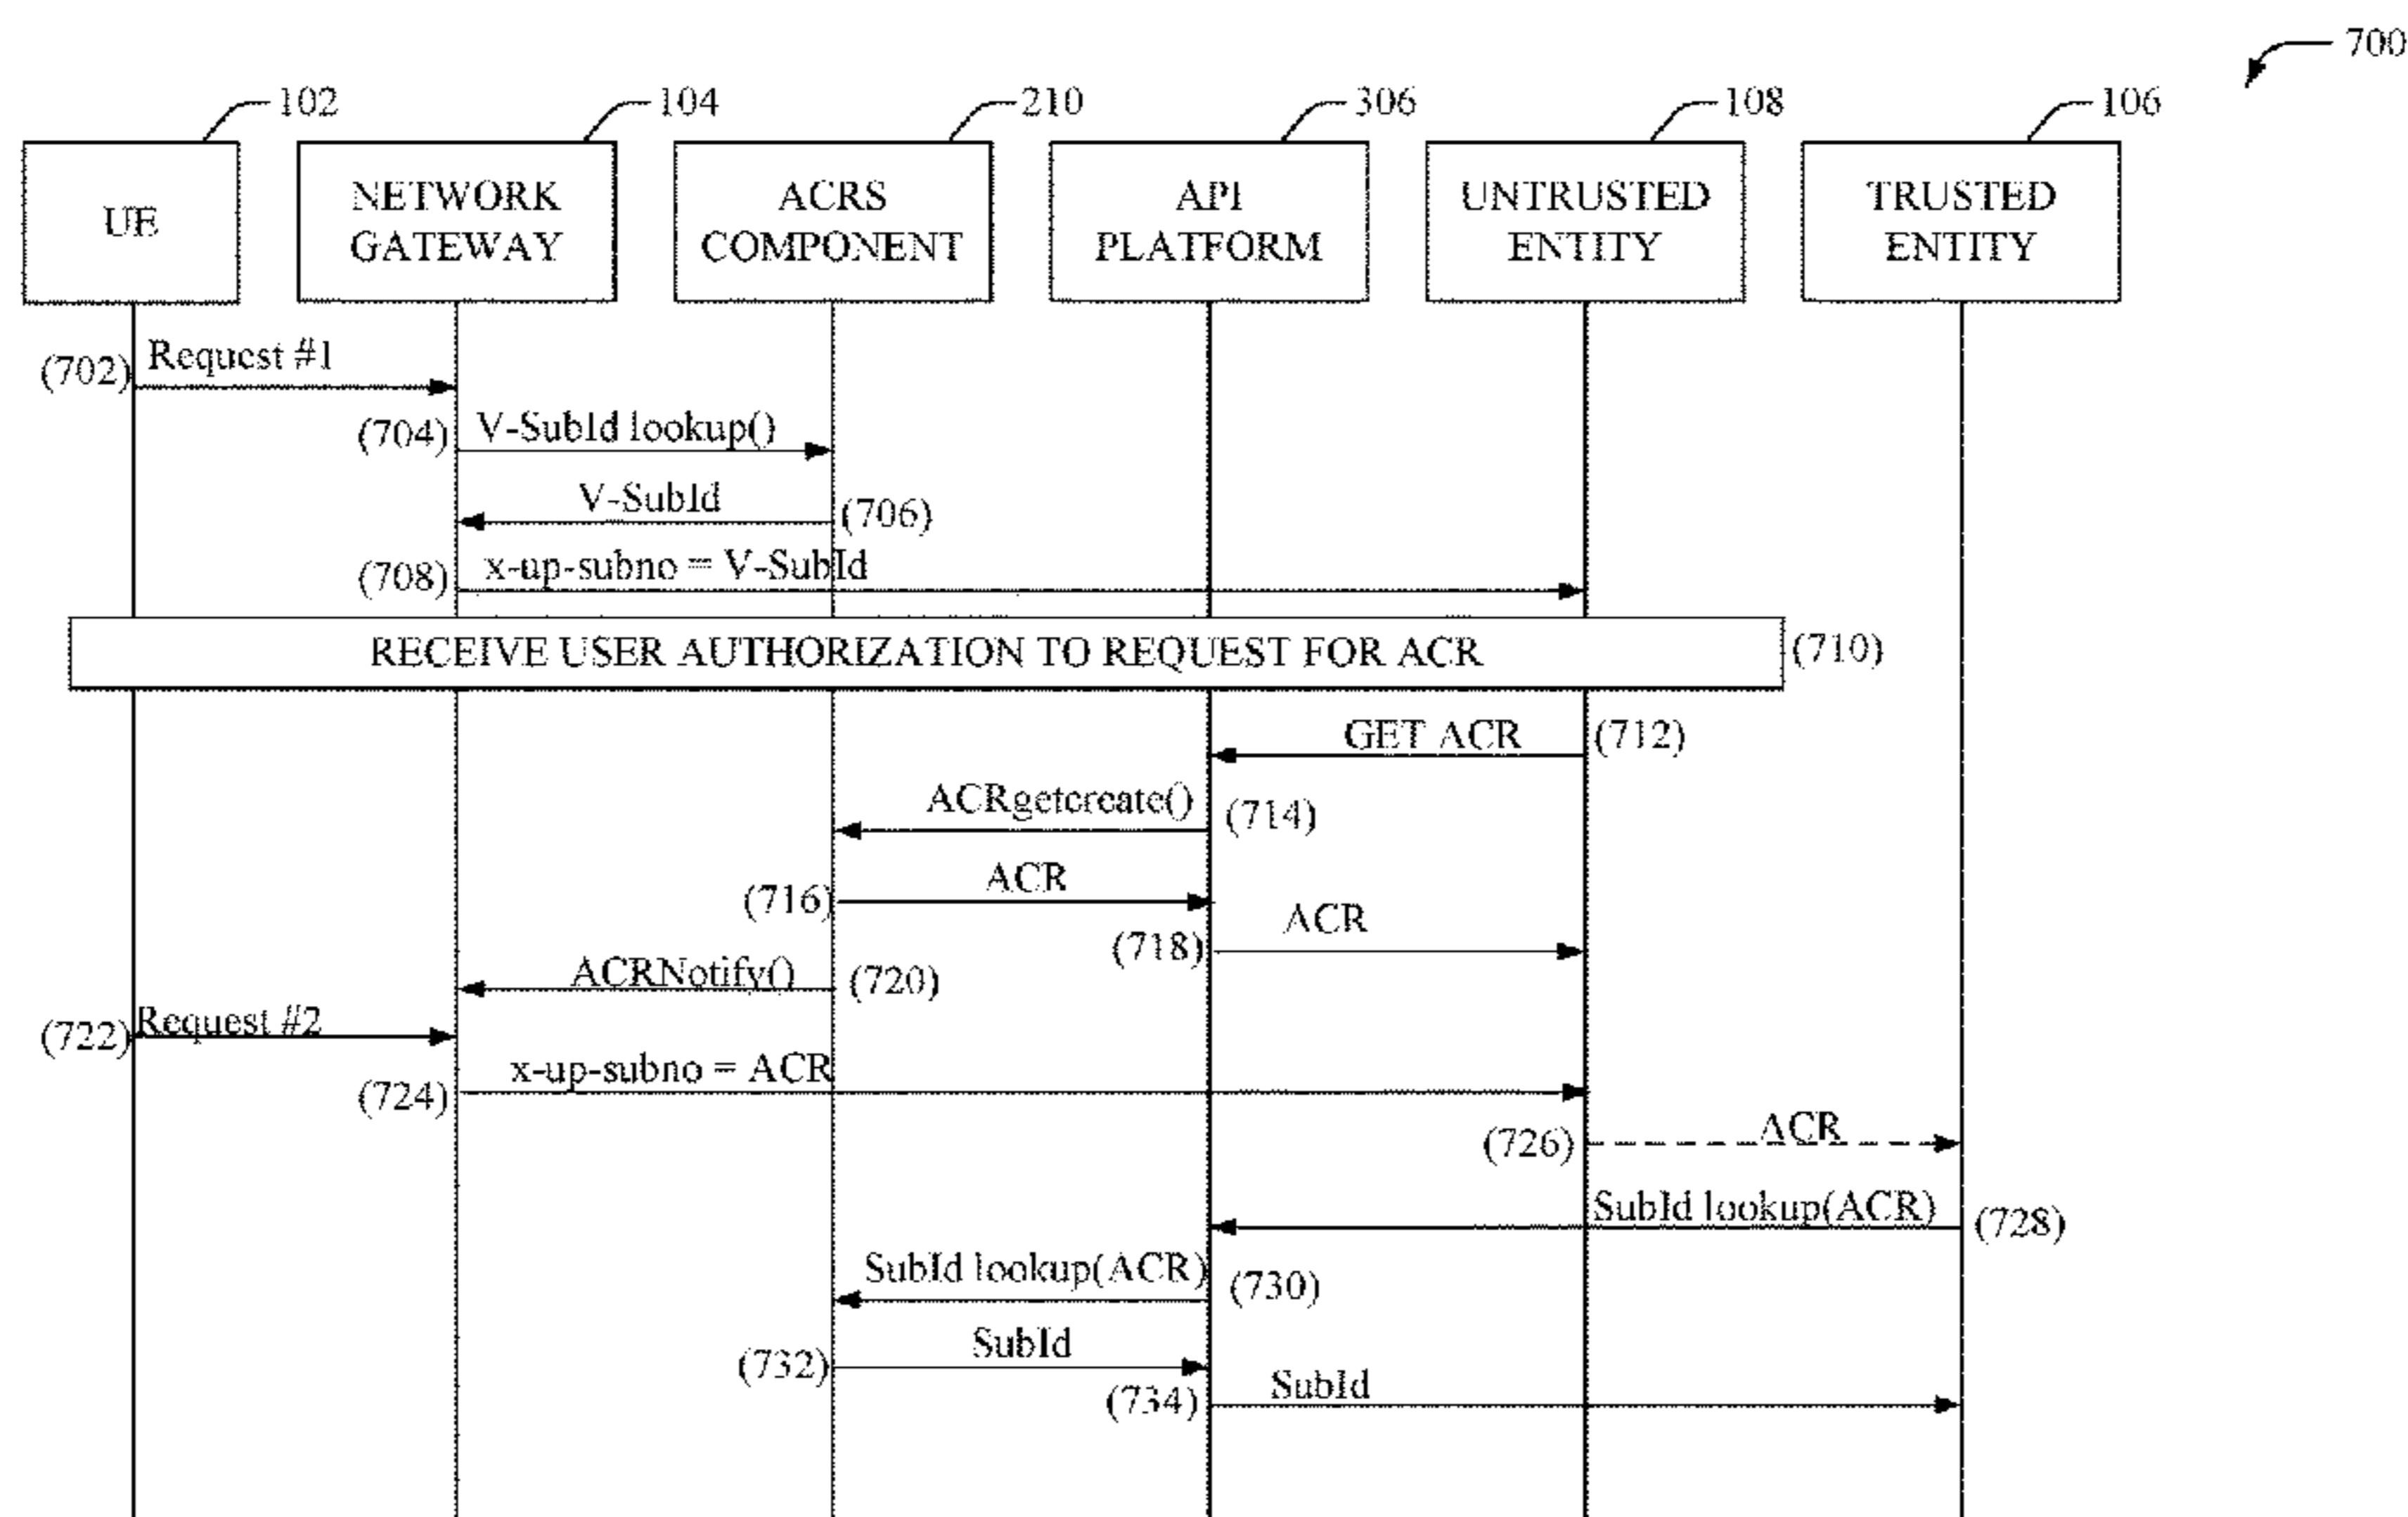 700
102
104
210
306
108
106
UE
NETWORK
GATEWAY
ACRS
COMPONENT
API
PLATFORM
UNTRUSTED
ENTITY
TRUSTED
ENTITY
(702) Request #1
(704) V-SubId lookup()
V-SubId (706)
(708) x-up-subno = V-SubId
RECEIVE USER AUTHORIZATION TO REQUEST FOR ACR (710)
GET ACR (712)
ACRgetcreate() (714)
(716) ACR
(718) ACR
ACRNotify() (720)
(722) Request #2
(724) x-up-subno = ACR
(726) ACR
SubId lookup(ACR) (728)
SubId lookup(ACR) (730)
(732) SubId
(734) SubId